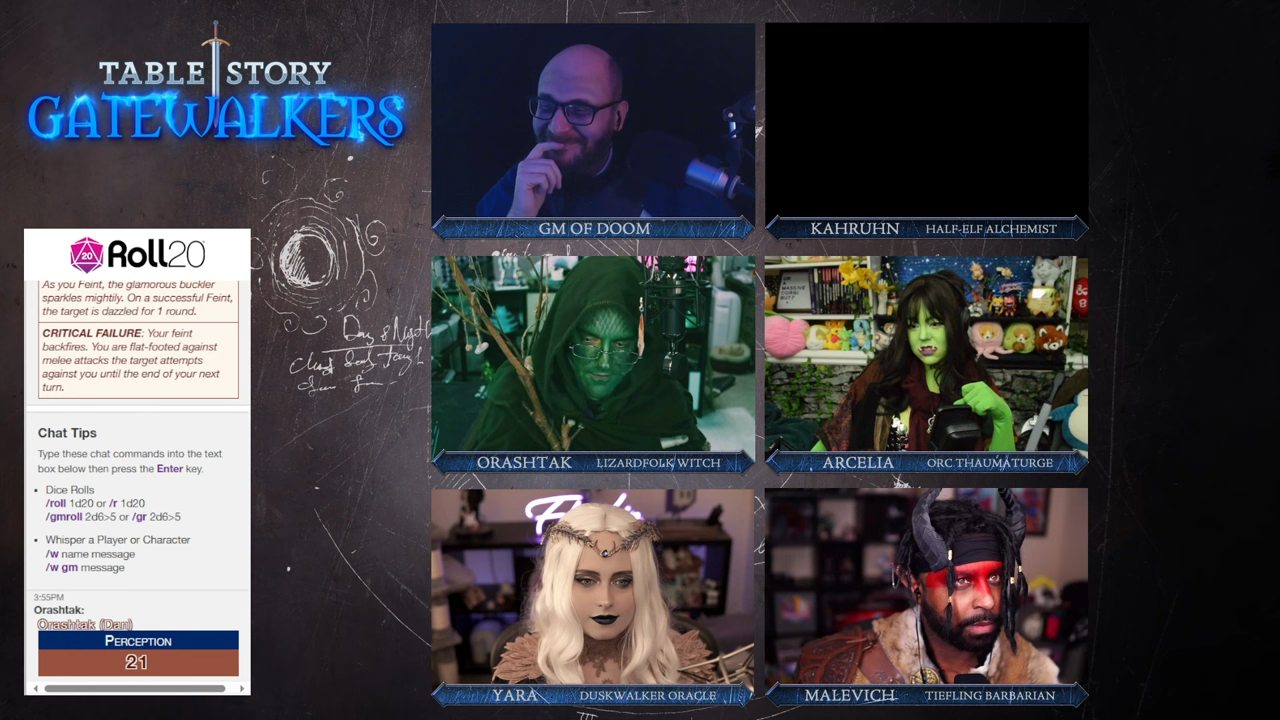 TABLE STORY
GATEWALKERS
20 Roll20
As you Feint, the glamorous buckler
sparkles mightily. On a successful Feint,
the target is dazzled for 1 round.
CRITICAL FAILURE: Your feint
backfires. You are flat-footed against
melee attacks the target attempts
against you until the end of your next
turn.
Chat Tips
Type these chat commands into the text
box below then press the Enter key.
Dice Rolls
/roll 1d20 or /r 1d20
/gmroll 2d6>5 or /gr 2d6>5
Whisper a Player or Character
/w name message
/w gm message
3:55PM
Orashtak:
Orashtak (Dan)
PERCEPTION
21
GM OF DOOM
KAHRUHN HALF-ELF ALCHEMIST
MASSIVE
CORGI
BUTT
ORASHTAK LIZARDFOLK WITCH
ARCELIA ORC THAUMATURGE
YARA DUSKWALKER ORACLE
MALEVICH TIEFLING BARBARIAN